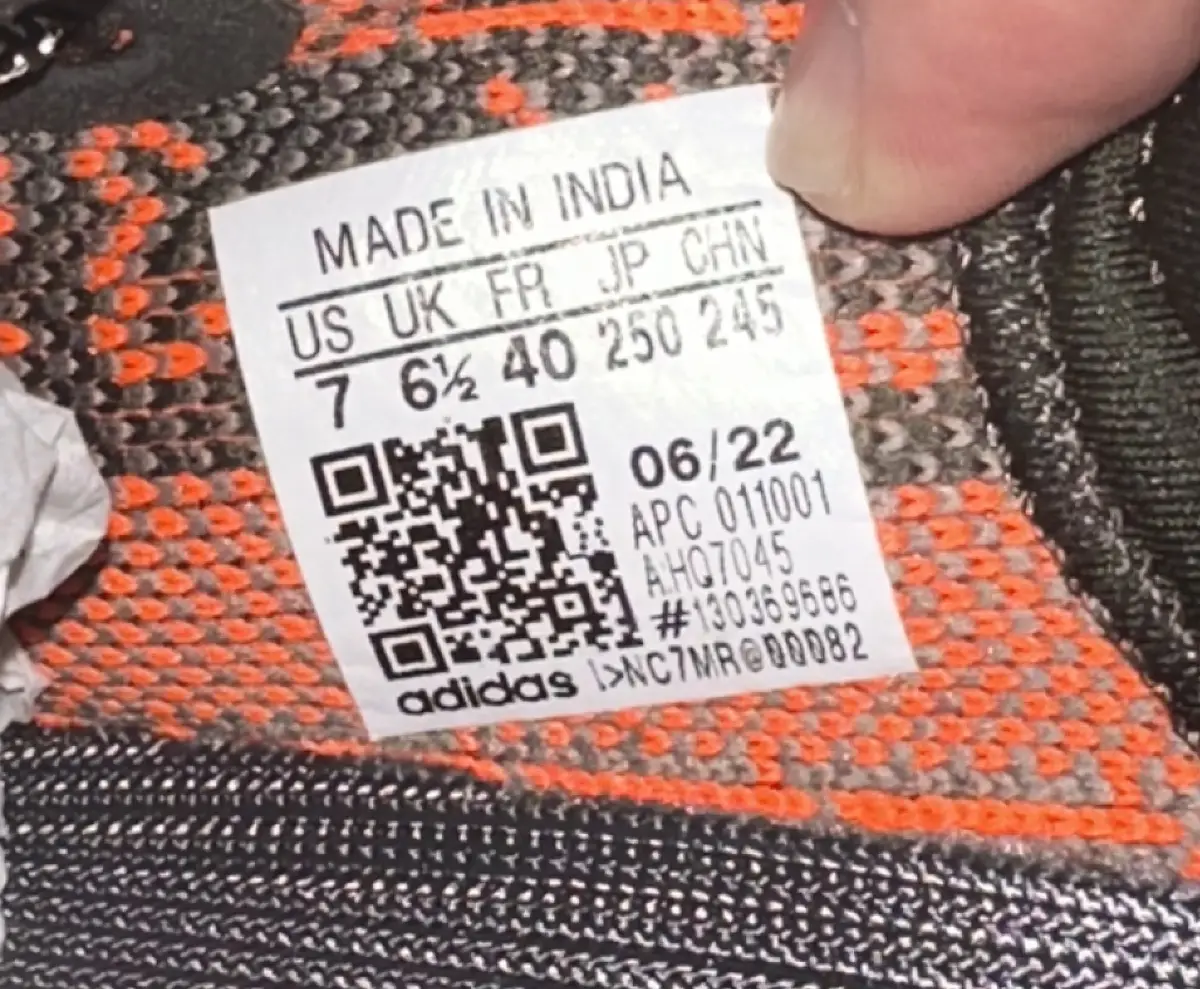 MADE IN INDIA
US UK FR JP CHN
7 6½ 40 250 245
06/22
APC 011001
A.HQ7045
#130369686
adidas I>NC7MR@00082